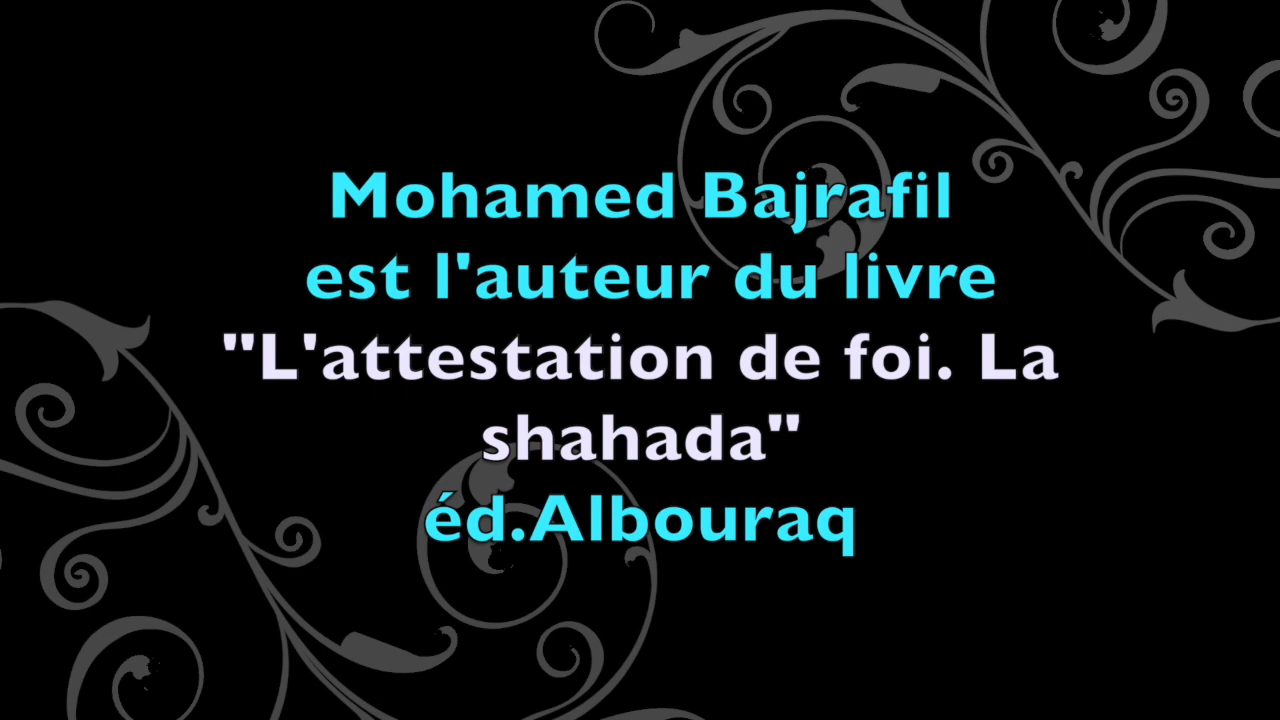 Mohamed Bajrafil
est l'auteur du livre
"L'attestation de foi. La
shahada"
éd.Albouraq